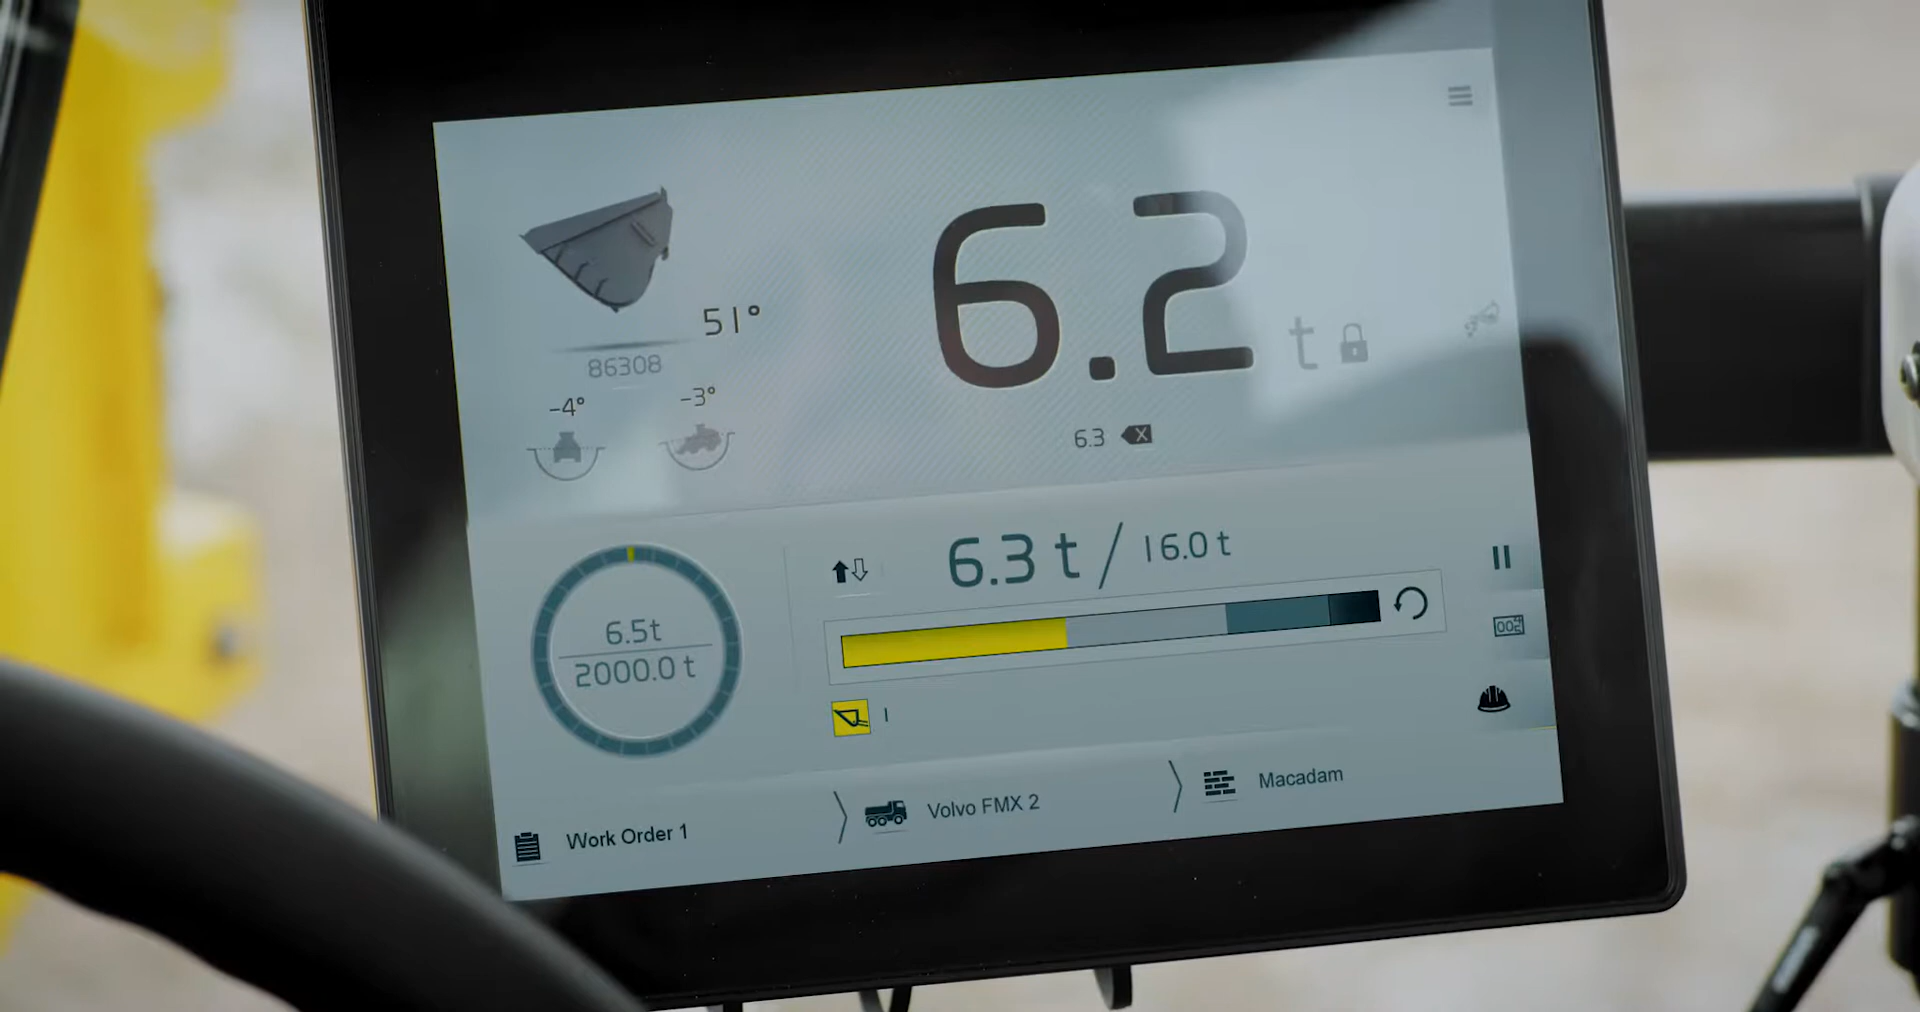 6.2 t
51°
86308
-4° -3°
6.3 X
6.3 t / 16.0 t
6.5t
2000.0 t
1
Work Order 1
Volvo FMX 2
Macadam